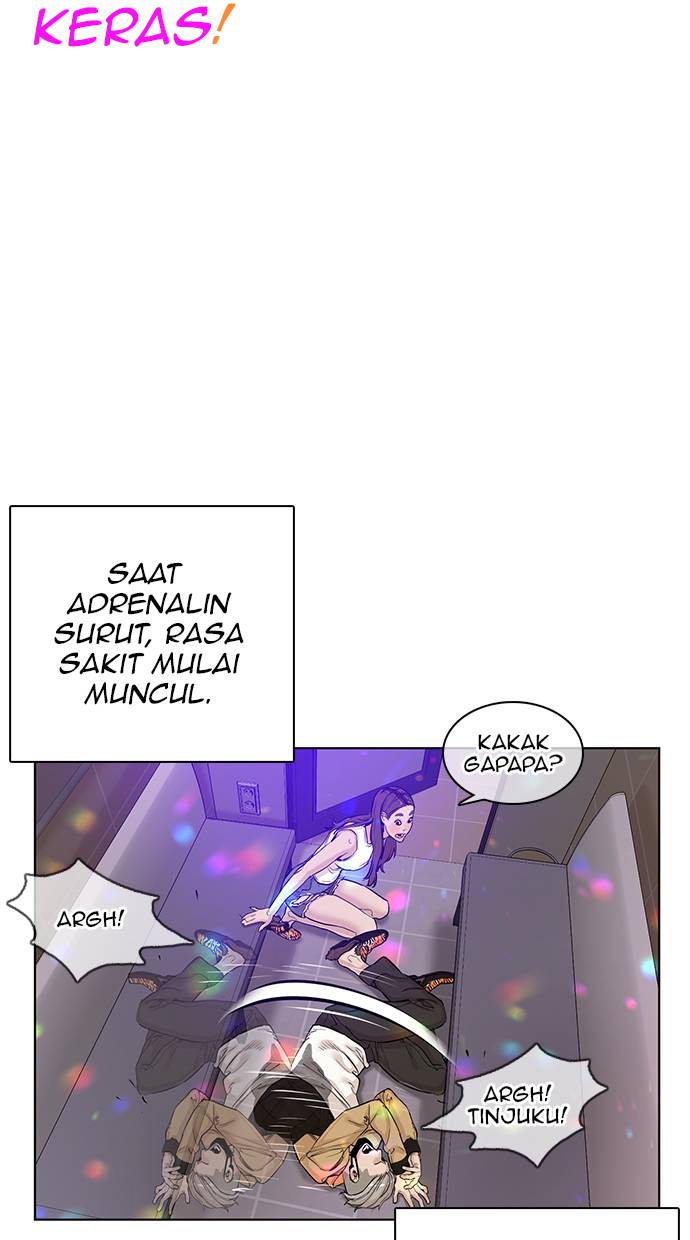 KERAS!
SAAT
ADRENALIN
SURUT, RASA
SAKIT MULAI
MUNCUL.
KAKAK
GAPAPA?
ARGH!
ARGH!
TINJUKU!